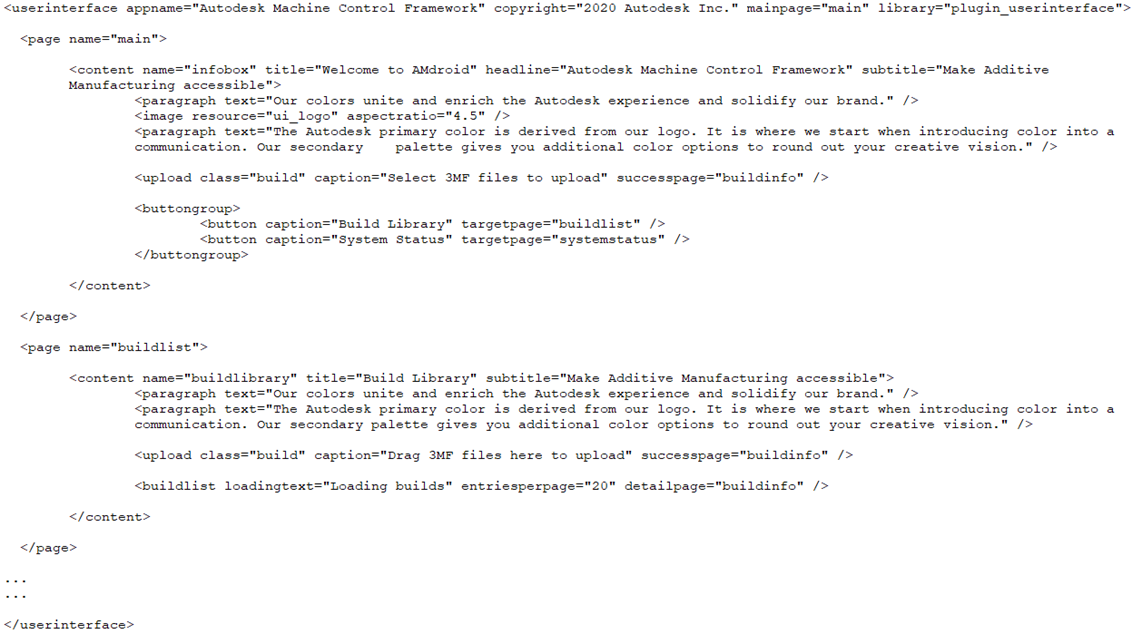 <userinterface appname="Autodesk Machine Control Framework" copyright="2020 Autodesk Inc." mainpage="main" library="plugin_userinterface">
<page name="main">
<content name="infobox" title="Welcome to AMdroid" headline="Autodesk Machine Control Framework" subtitle="Make Additive
Manufacturing accessible">
<paragraph text="Our colors unite and enrich the Autodesk experience and solidify our brand." />
<image resource="ui_logo" aspectratio="4.5" />
<paragraph text="The Autodesk primary color is derived from our logo. It is where we start when introducing color into a
communication. Our secondary    palette gives you additional color options to round out your creative vision." />
<upload class="build" caption="Select 3MF files to upload" successpage="buildinfo" />
<buttongroup>
<button caption="Build Library" targetpage="buildlist" />
<button caption="System Status" targetpage="systemstatus" />
</buttongroup>
</content>
</page>
<page name="buildlist">
<content name="buildlibrary" title="Build Library" subtitle="Make Additive Manufacturing accessible">
<paragraph text="Our colors unite and enrich the Autodesk experience and solidify our brand." />
<paragraph text="The Autodesk primary color is derived from our logo. It is where we start when introducing color into a
communication. Our secondary palette gives you additional color options to round out your creative vision." />
<upload class="build" caption="Drag 3MF files here to upload" successpage="buildinfo" />
<buildlist loadingtext="Loading builds" entriesperpage="20" detailpage="buildinfo" />
</content>
</page>
...
...
</userinterface>